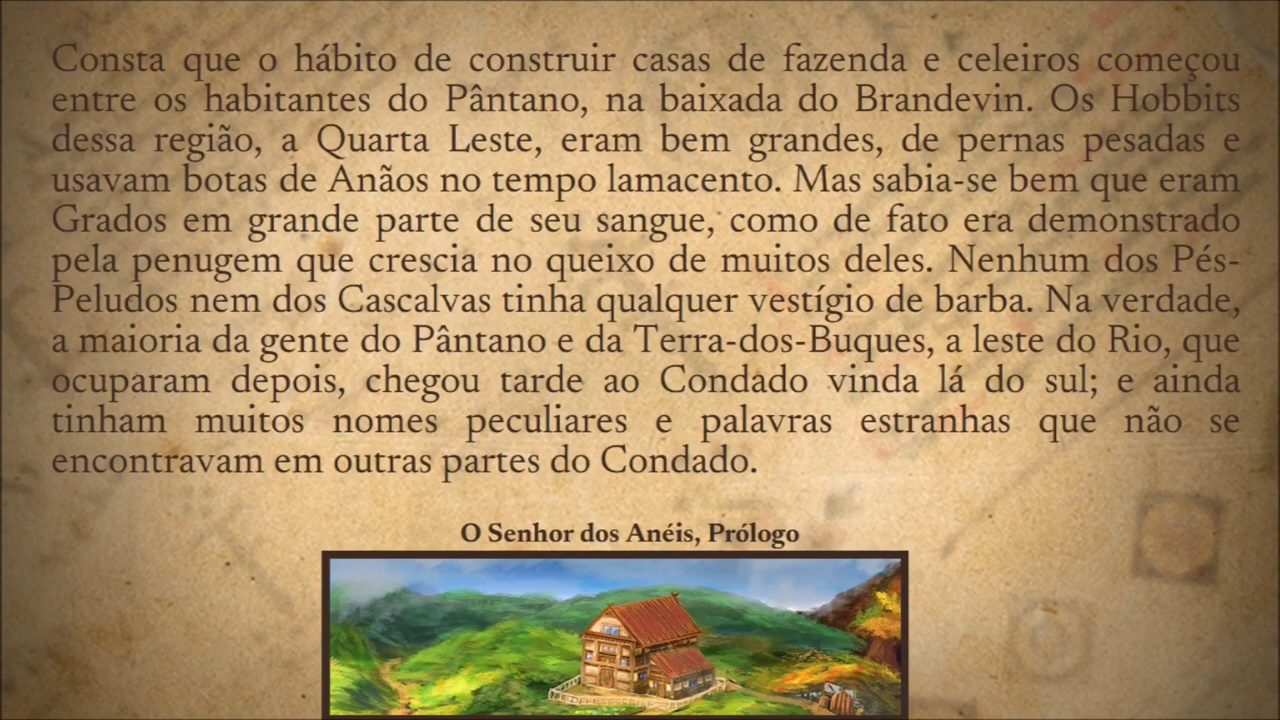 Consta que o hábito de construir casas de fazenda e celeiros começou
entre os habitantes do Pântano, na baixada do Brandevin. Os Hobbits
dessa região, a Quarta Leste, eram bem grandes, de pernas pesadas e
usavam botas de Anãos no tempo lamacento. Mas sabia-se bem que eram
Grados em grande parte de seu sangue, como de fato era demonstrado
pela penugem que crescia no queixo de muitos deles. Nenhum dos Pés-
Peludos nem dos Cascalvas tinha qualquer vestígio de barba. Na verdade,
a maioria da gente do Pântano e da Terra-dos-Buques, a leste do Rio, que
ocuparam depois, chegou tarde ao Condado vinda lá do sul; e ainda
tinham muitos nomes peculiares e palavras estranhas que não se
encontravam em outras partes do Condado.
O Senhor dos Anéis, Prólogo